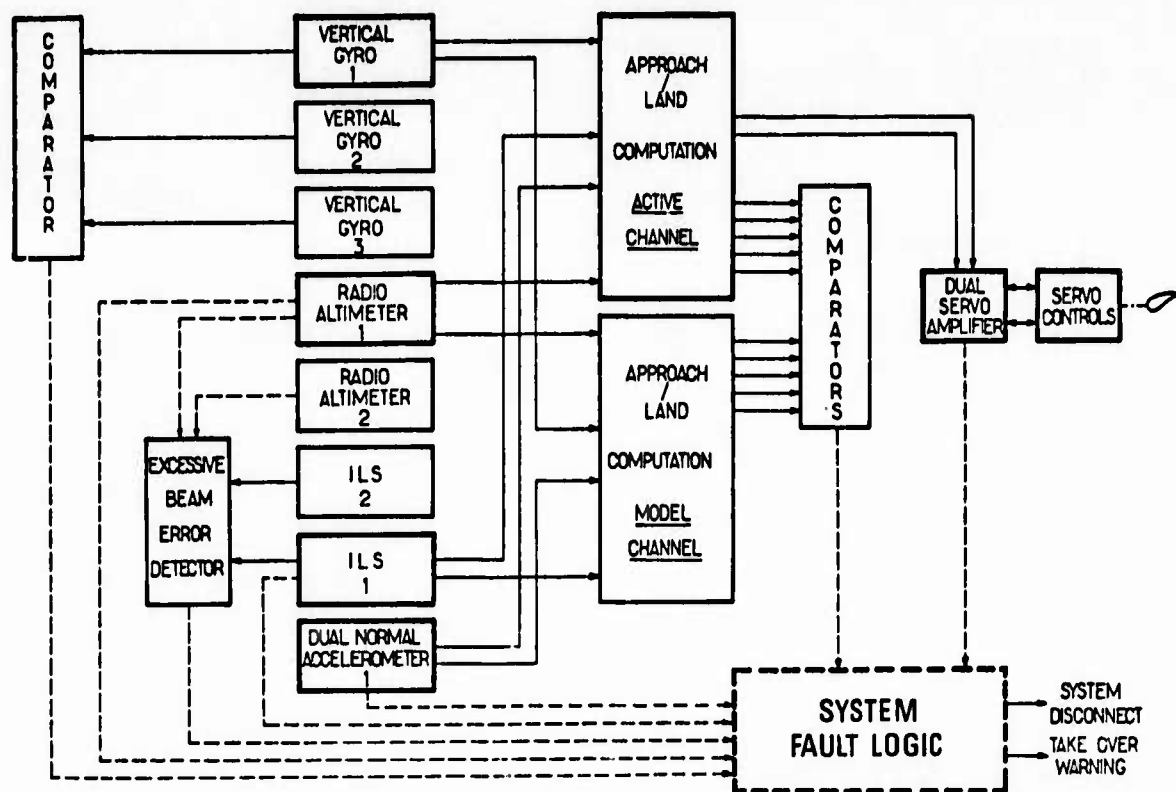 COMPARATOR
VERTICAL
GYRO
1
VERTICAL
GYRO
2
VERTICAL
GYRO
3
RADIO
ALTIMETER
1
RADIO
ALTIMETER
2
ILS
2
ILS
1
DUAL NORMAL
ACCELEROMETER
EXCESSIVE
BEAM
ERROR
DETECTOR
APPROACH
/
LAND
COMPUTATION
ACTIVE
CHANNEL
APPROACH
/
LAND
COMPUTATION
MODEL
CHANNEL
COMPARATORS
DUAL
SERVO
AMPLIFIER
SERVO
CONTROLS
SYSTEM
FAULT LOGIC
SYSTEM
DISCONNECT
TAKE OVER
WARNING